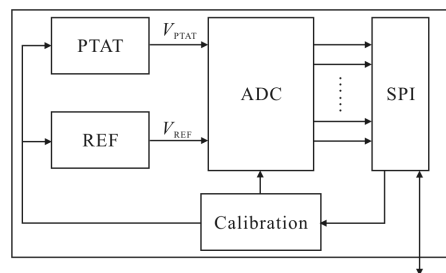 PTAT
V_PTAT
ADC
SPI
REF
V_REF
Calibration